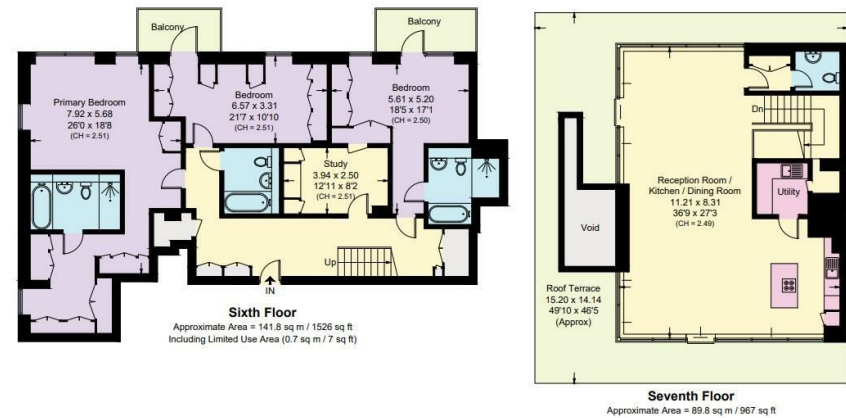 Balcony
Balcony
Primary Bedroom
7.92 x 5.68
26'0 x 18'8
(CH = 2.51)
Bedroom
6.57 x 3.31
21'7 x 10'10
(CH = 2.51)
Bedroom
5.61 x 5.20
18'5 x 17'1
(CH = 2.50)
Study
3.94 x 2.50
12'11 x 8'2
(CH = 2.51)
Up
IN
Sixth Floor
Approximate Area = 141.8 sq m / 1526 sq ft
Including Limited Use Area (0.7 sq m / 7 sq ft)
Dn
Reception Room /
Kitchen / Dining Room
11.21 x 8.31
36'9 x 27'3
(CH = 2.49)
Utility
Void
Roof Terrace
15.20 x 14.14
49'10 x 46'5
(Approx)
Seventh Floor
Approximate Area = 89.8 sq m / 967 sq ft